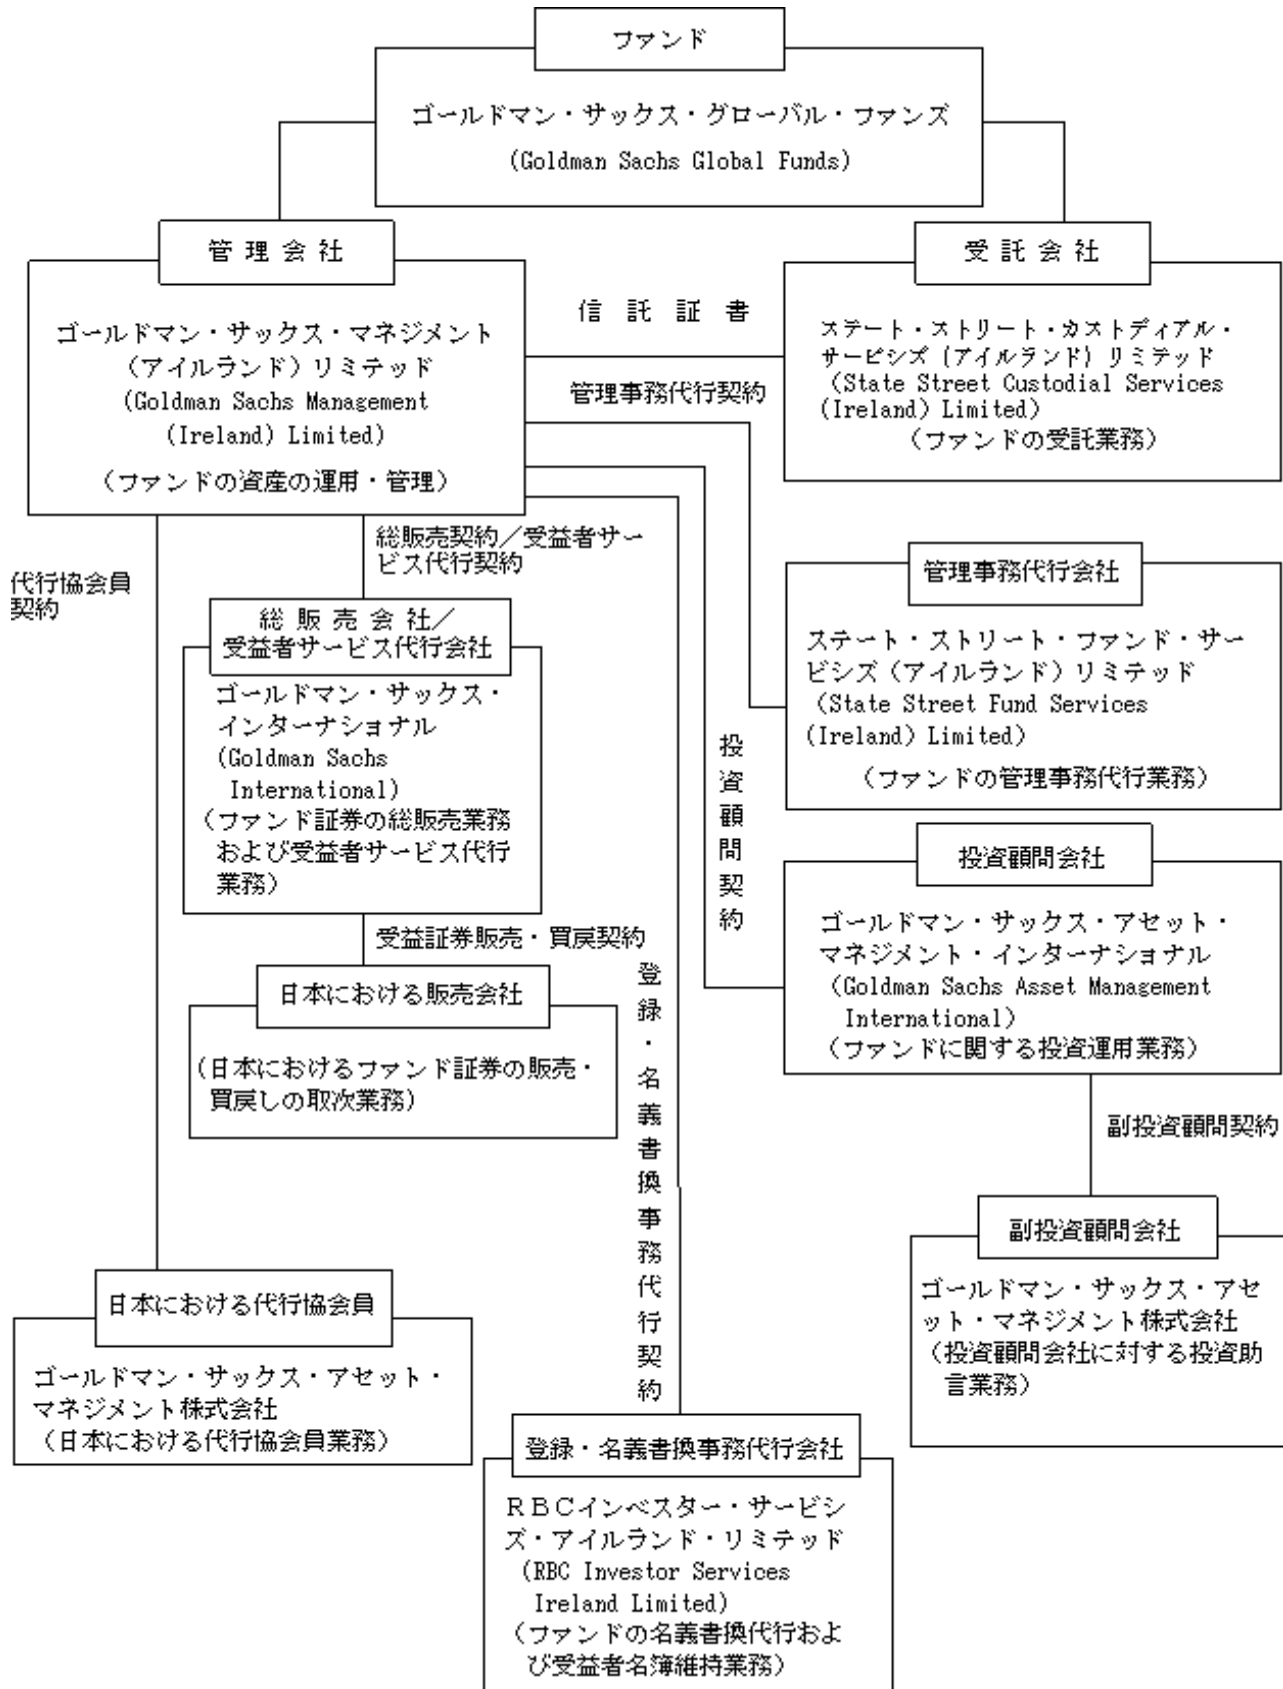 ファンド
ゴールドマン・サックス・グローバル・ファンズ
(Goldman Sachs Global Funds)
管 理 会 社
ゴールドマン・サックス・マネジメント
(アイルランド)リミテッド
(Goldman Sachs Management
(Ireland) Limited)
(ファンドの資産の運用・管理)
信 託 証 書
管理事務代行契約
受 託 会 社
ステート・ストリート・カストディアル・
サービシズ(アイルランド)リミテッド
(State Street Custodial Services
(Ireland) Limited)
(ファンドの受託業務)
代行協会員
契約
総販売契約/受益者サー
ビス代行契約
総 販 売 会 社/
受益者サービス代行会社
ゴールドマン・サックス・
インターナショナル
(Goldman Sachs
International)
(ファンド証券の総販売業務
および受益者サービス代行
業務)
管理事務代行会社
ステート・ストリート・ファンド・サー
ビシズ(アイルランド)リミテッド
(State Street Fund Services
(Ireland) Limited)
(ファンドの管理事務代行業務)
投資顧問契約
投資顧問会社
ゴールドマン・サックス・アセット・
マネジメント・インターナショナル
(Goldman Sachs Asset Management
International)
(ファンドに関する投資運用業務)
受益証券販売・買戻契約
日本における販売会社
(日本におけるファンド証券の販売・
買戻しの取次業務)
登録・名義書換事務代行契約
副投資顧問契約
副投資顧問会社
ゴールドマン・サックス・アセ
ット・マネジメント株式会社
(投資顧問会社に対する投資助
言業務)
日本における代行協会員
ゴールドマン・サックス・アセット・
マネジメント株式会社
(日本における代行協会員業務)
登録・名義書換事務代行会社
RBCインベスター・サービシ
ズ・アイルランド・リミテッド
(RBC Investor Services
Ireland Limited)
(ファンドの名義書換代行およ
び受益者名簿維持業務)